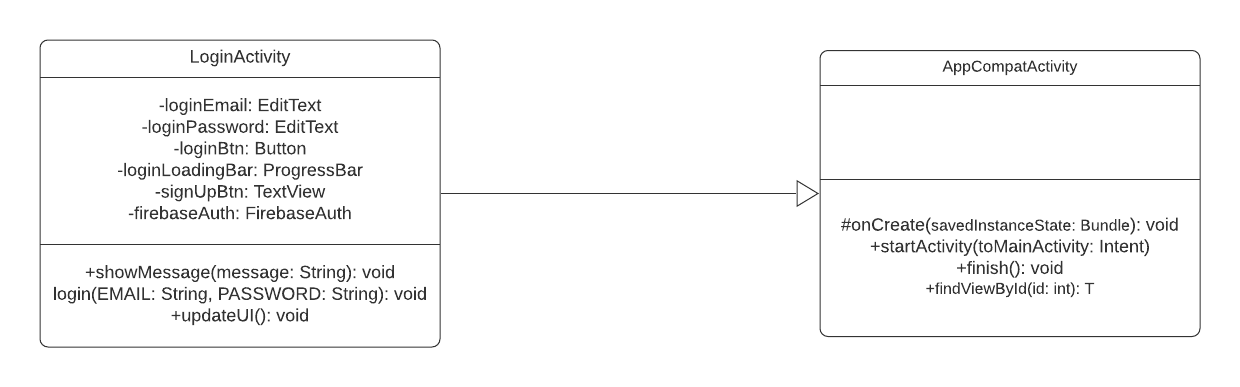 LoginActivity
-loginEmail: EditText
-loginPassword: EditText
-loginBtn: Button
-loginLoadingBar: ProgressBar
-signUpBtn: TextView
-firebaseAuth: FirebaseAuth
+showMessage(message: String): void
login(EMAIL: String, PASSWORD: String): void
+updateUI(): void
AppCompatActivity
#onCreate(savedInstanceState: Bundle): void
+startActivity(toMainActivity: Intent)
+finish(): void
+findViewById(id: int): T